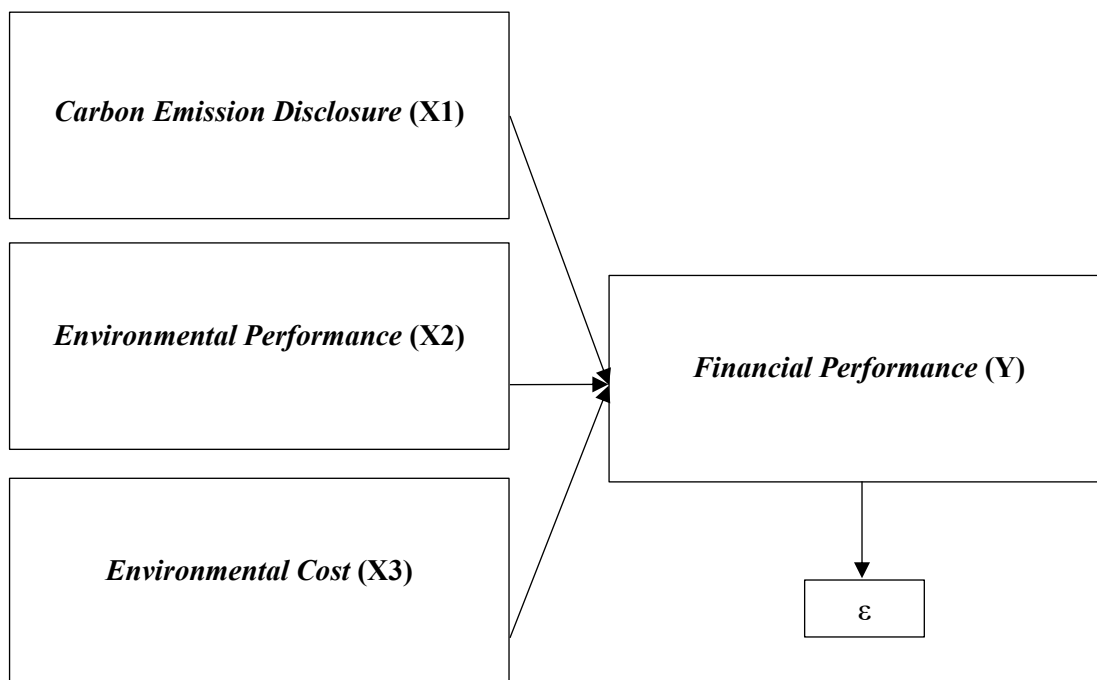 Carbon Emission Disclosure (X1)
Environmental Performance (X2)
Financial Performance (Y)
Environmental Cost (X3)
ε